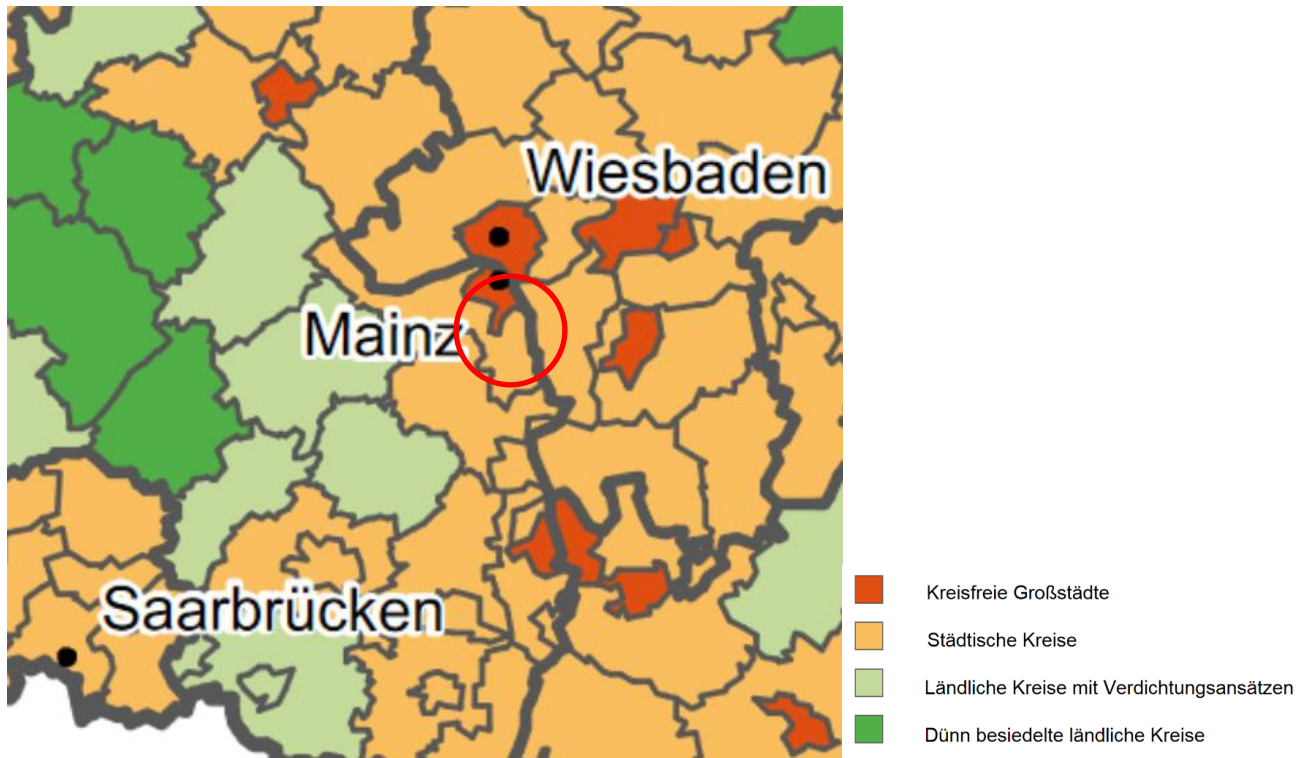 Wiesbaden
Mainz
Saarbrücken
Kreisfreie Großstädte
Städtische Kreise
Ländliche Kreise mit Verdichtungsansätzen
Dünn besiedelte ländliche Kreise